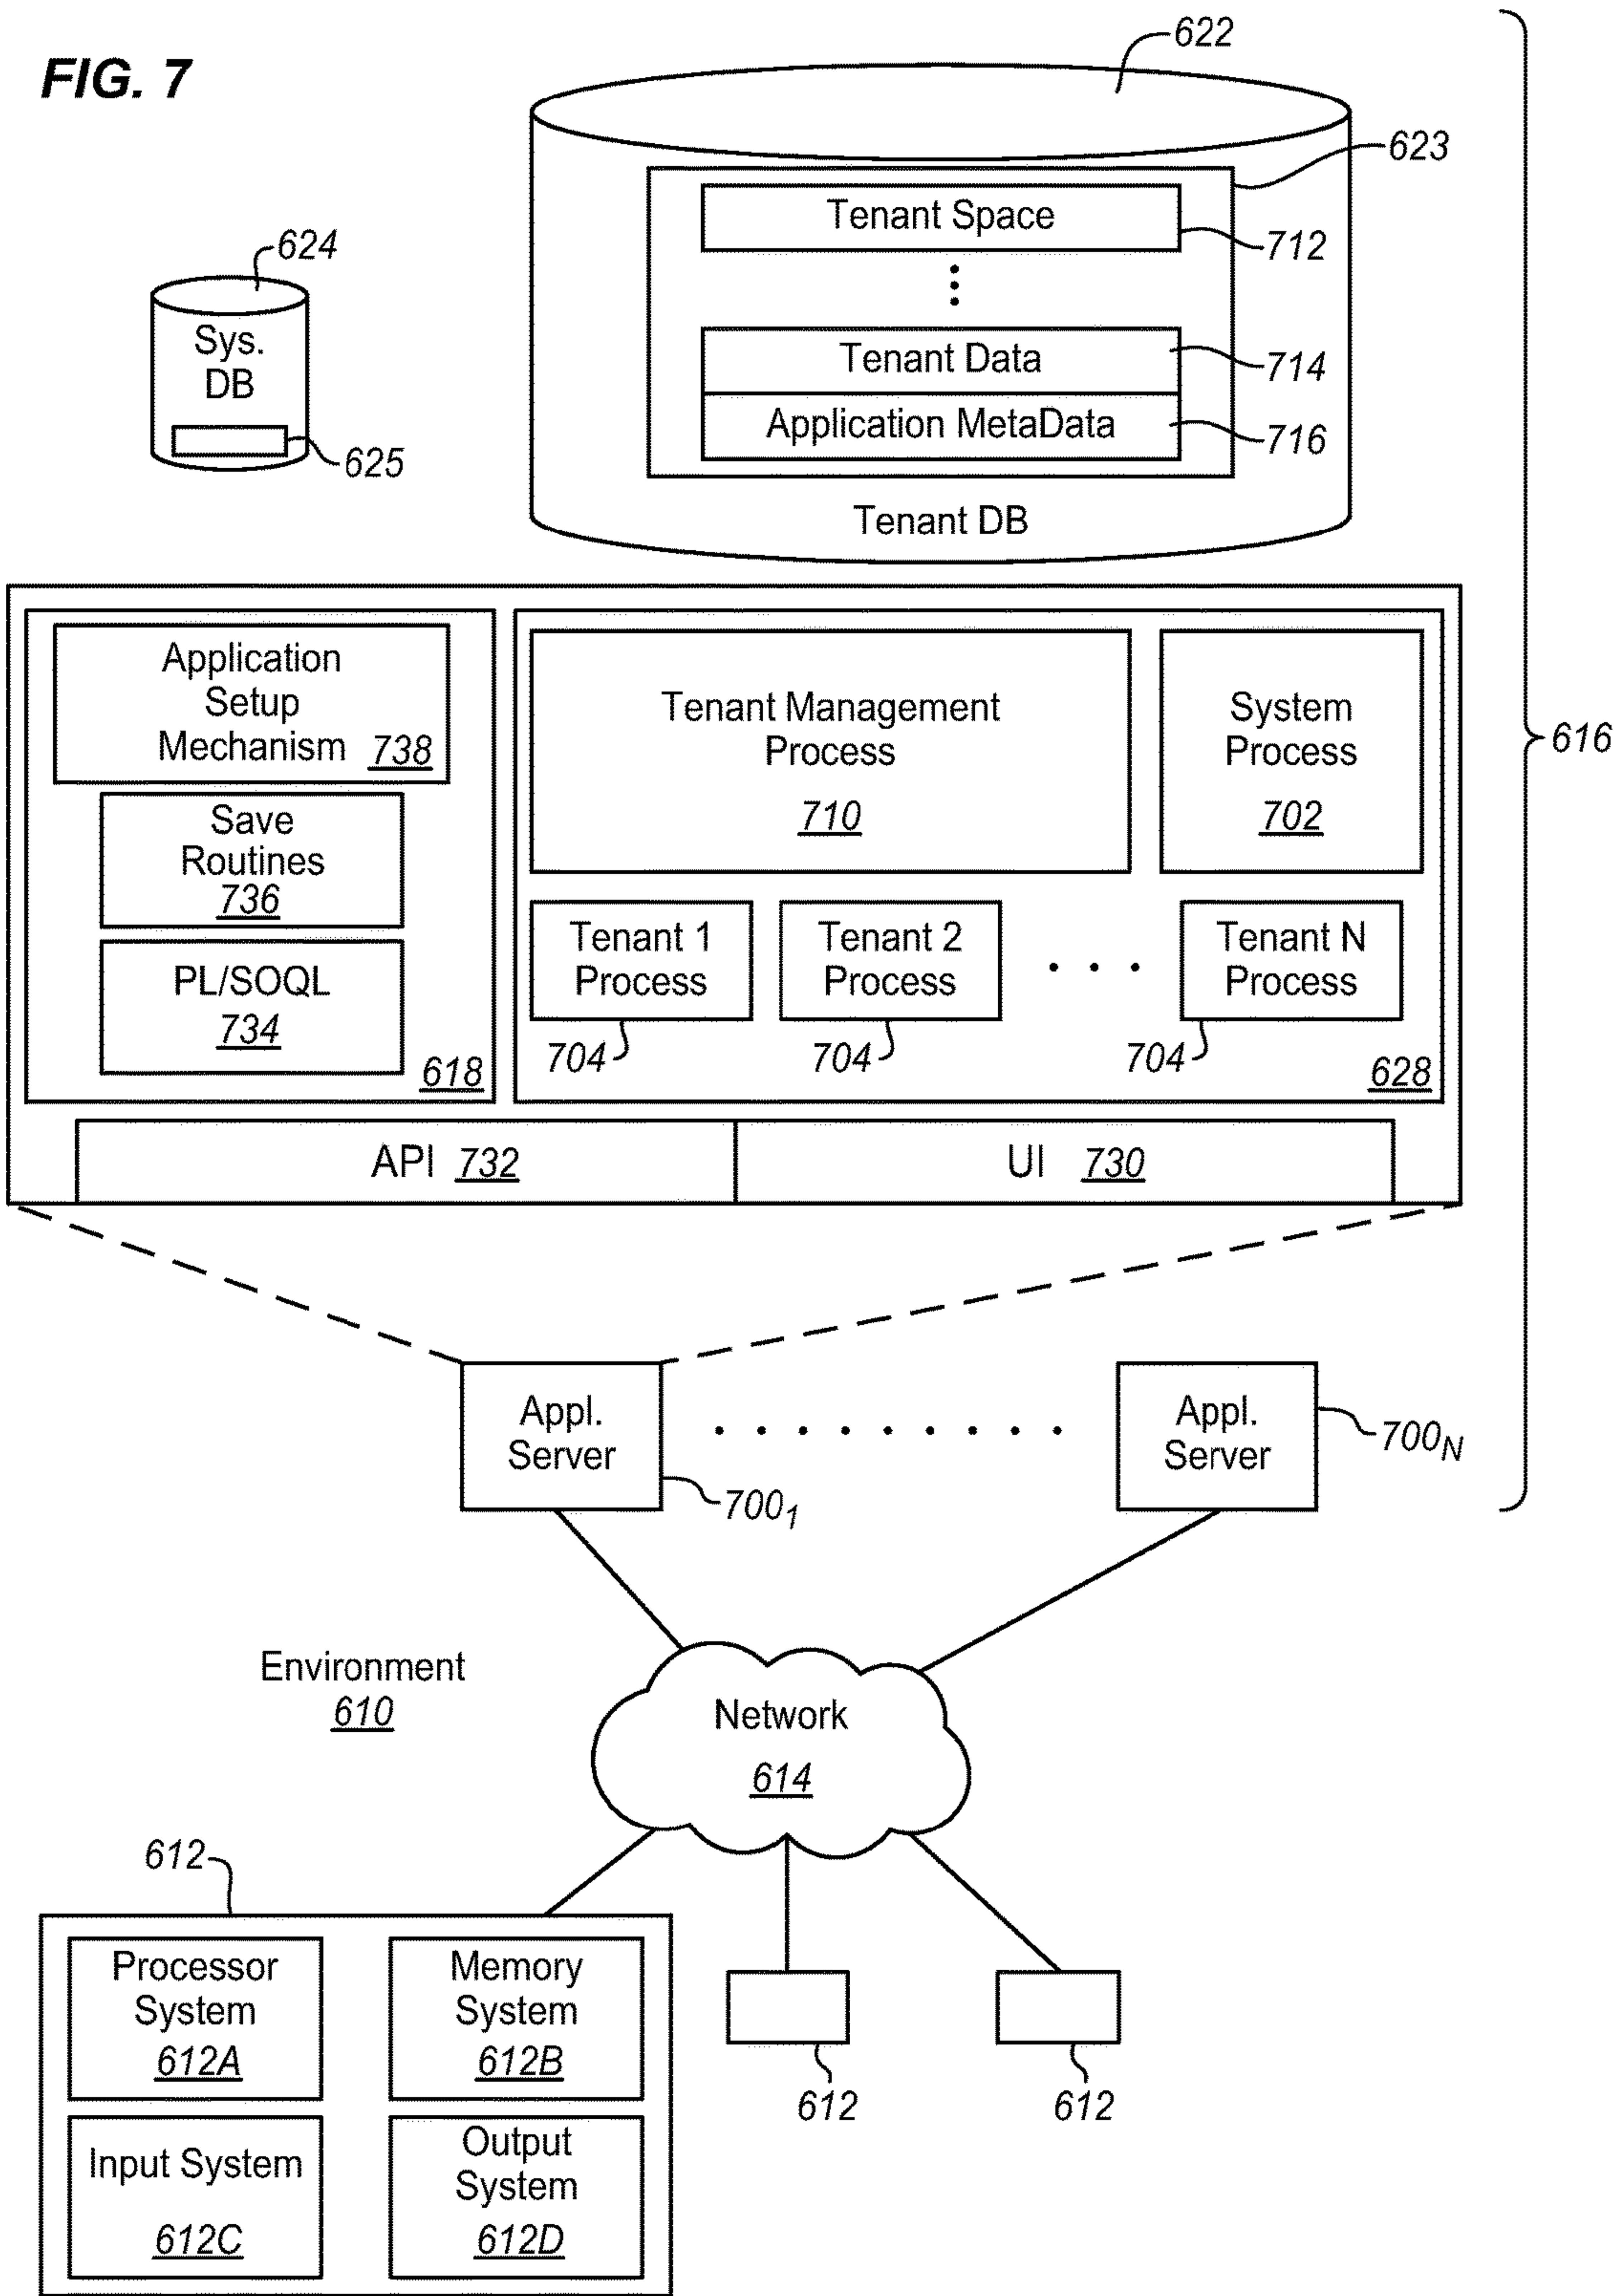 FIG. 7
622
623
Tenant Space
712
624
Sys.
DB
625
Tenant Data
714
Application MetaData
716
Tenant DB
616
Application
Setup
Mechanism 738
Save
Routines
736
PL/SOQL
734
618
Tenant Management
Process
710
System
Process
702
Tenant 1
Process
704
Tenant 2
Process
704
Tenant N
Process
704
628
API 732
UI 730
Appl.
Server
700₁
Appl.
Server
700N
Environment
610
Network
614
612
Processor
System
612A
Memory
System
612B
Input System
612C
Output
System
612D
612
612